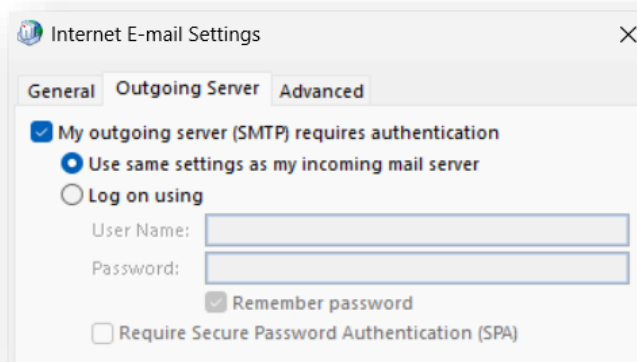 Internet E-mail Settings
General Outgoing Server Advanced
My outgoing server (SMTP) requires authentication
Use same settings as my incoming mail server
Log on using
User Name:
Password:
Remember password
Require Secure Password Authentication (SPA)